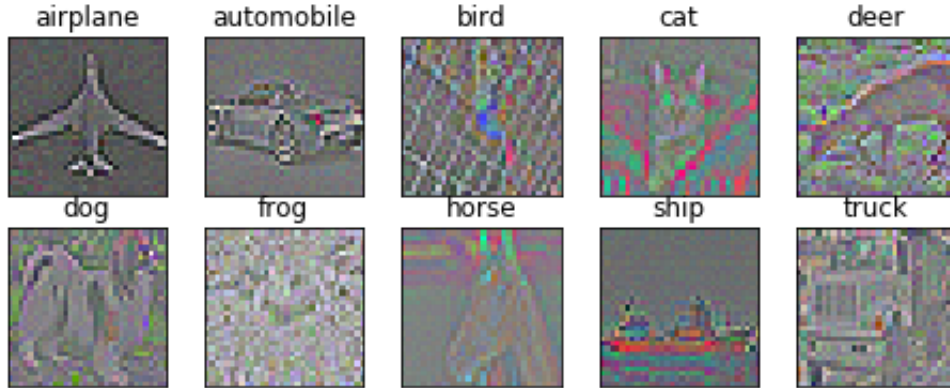 airplane automobile bird cat deer
dog frog horse ship truck